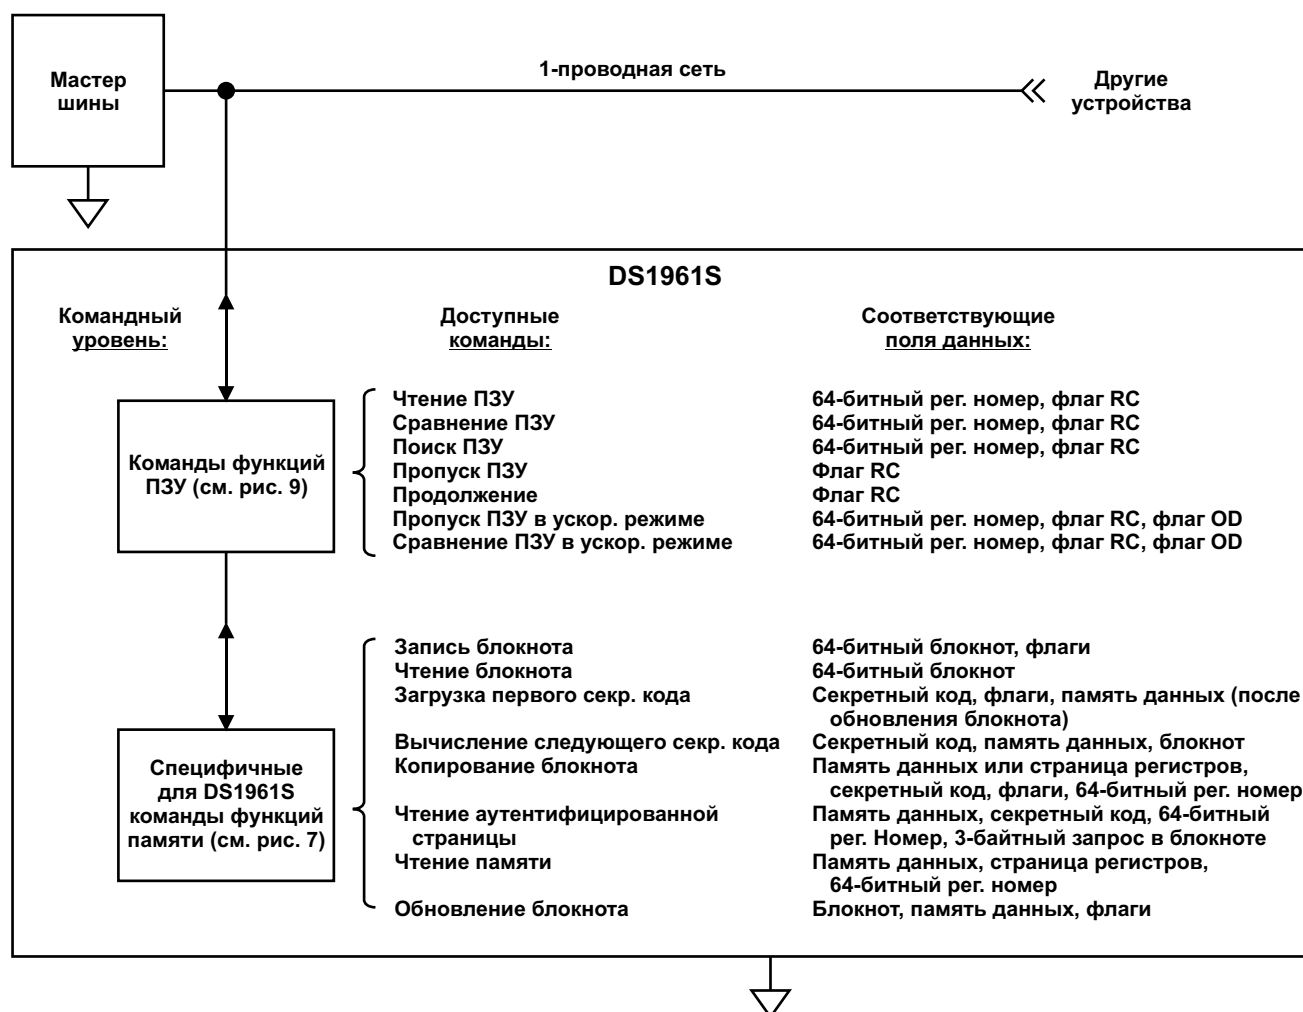 Мастер
шины
1-проводная сеть
Другие
устройства
DS1961S
Командный
уровень:
Доступные
команды:
Соответствующие
поля данных:
Команды функций
ПЗУ (см. рис. 9)
Чтение ПЗУ 64-битный рег. номер, флаг RC
Сравнение ПЗУ 64-битный рег. номер, флаг RC
Поиск ПЗУ 64-битный рег. номер, флаг RC
Пропуск ПЗУ Флаг RC
Продолжение Флаг RC
Пропуск ПЗУ в ускор. режиме 64-битный рег. номер, флаг RC, флаг OD
Сравнение ПЗУ в ускор. режиме 64-битный рег. номер, флаг RC, флаг OD
Специфичные
для DS1961S
команды функций
памяти (см. рис. 7)
Запись блокнота 64-битный блокнот, флаги
Чтение блокнота 64-битный блокнот
Загрузка первого секр. кода Секретный код, флаги, память данных (после
обновления блокнота)
Вычисление следующего секр. кода Секретный код, память данных, блокнот
Копирование блокнота Память данных или страница регистров,
секретный код, флаги, 64-битный рег. номер
Чтение аутентифицированной Память данных, секретный код, 64-битный
страницы рег. Номер, 3-байтный запрос в блокноте
Чтение памяти Память данных, страница регистров,
64-битный рег. номер
Обновление блокнота Блокнот, память данных, флаги